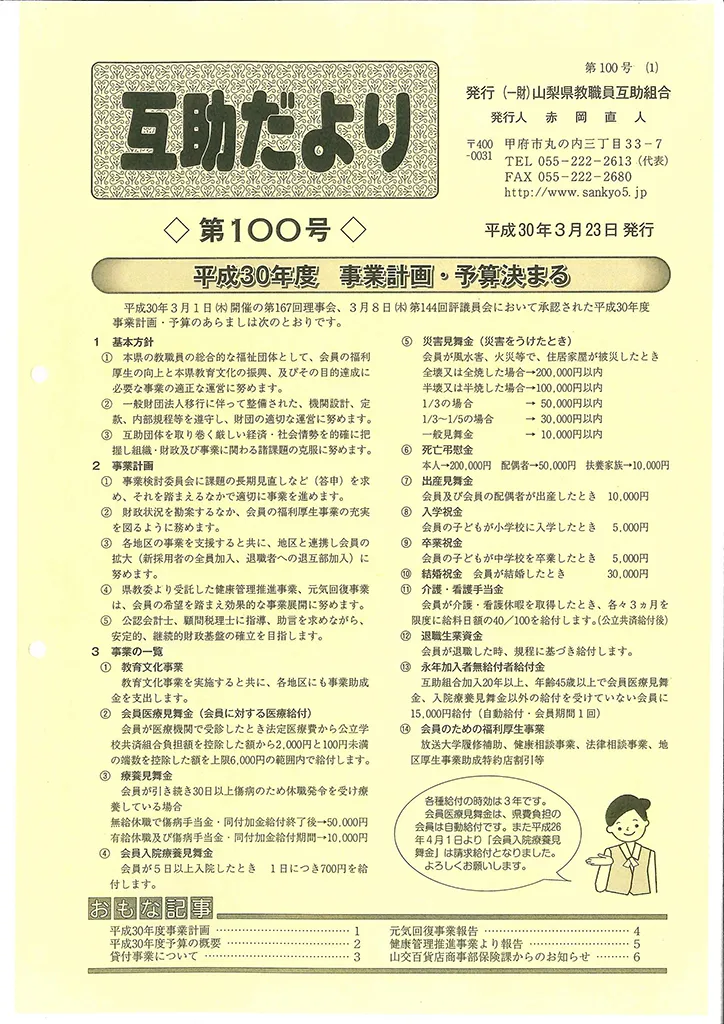 第100号 (1)
互助だより
発行 (一財)山梨県教職員互助組合
発行人 赤岡直人
〒400-0031 甲府市丸の内三丁目33−7
TEL 055-222-2613 (代表)
FAX 055-222-2680
http://www.sankyo5.jp
◇ 第100号 ◇
平成30年3月23日 発行
平成30年度 事業計画・予算決まる
平成30年3月1日㈭開催の第167回理事会、3月8日㈭第144回評議員会において承認された平成30年度
事業計画・予算のあらましは次のとおりです。
1 基本方針
① 本県の教職員の総合的な福祉団体として、会員の福利
厚生の向上と本県教育文化の振興、及びその目的達成に
必要な事業の適正な運営に努めます。
② 一般財団法人移行に伴って整備された、機関設計、定
款、内部規程等を遵守し、財団の適切な運営に努めます。
③ 互助団体を取り巻く厳しい経済・社会情勢を的確に把
握し組織・財政及び事業に関わる諸課題の克服に努めます。
2 事業計画
① 事業検討委員会に課題の長期見直しなど（答申）を求
め、それを踏まえるなかで適切に事業を進めます。
② 財政状況を勘案するなか、会員の福利厚生事業の充実
を図るように務めます。
③ 各地区の事業を支援すると共に、地区と連携し会員の
拡大（新採用者の全員加入、退職者への退互部加入）に
努めます。
④ 県教委より受託した健康管理推進事業、元気回復事業
は、会員の希望を踏まえ効果的な事業展開に努めます。
⑤ 公認会計士、顧問税理士に指導、助言を求めながら、
安定的、継続的財政基盤の確立を目指します。
3 事業の一覧
① 教育文化事業
教育文化事業を実施すると共に、各地区にも事業助成
金を支出します。
② 会員医療見舞金（会員に対する医療給付）
会員が医療機関で受診したとき法定医療費から公立学
校共済組合負担額を控除した額から2,000円と100円未満
の端数を控除した額を上限6,000円の範囲内で給付します。
③ 療養見舞金
会員が引き続き30日以上傷病のため休職発令を受け療
養している場合
無給休職で傷病手当金・同付加金給付終了後→50,000円
有給休職及び傷病手当金・同付加金給付期間→10,000円
④ 会員入院療養見舞金
会員が5日以上入院したとき 1日につき700円を給
付します。
⑤ 災害見舞金（災害をうけたとき）
会員が風水害、火災等で、住居家屋が被災したとき
全壊又は全焼した場合→200,000円以内
半壊又は半焼した場合→100,000円以内
1/3の場合 → 50,000円以内
1/3〜1/5の場合 → 30,000円以内
一般見舞金 → 10,000円以内
⑥ 死亡弔慰金
本人→200,000円 配偶者→50,000円 扶養家族→10,000円
⑦ 出産見舞金
会員及び会員の配偶者が出産したとき 10,000円
⑧ 入学祝金
会員の子どもが小学校に入学したとき 5,000円
⑨ 卒業祝金
会員の子どもが中学校を卒業したとき 5,000円
⑩ 結婚祝金 会員が結婚したとき 30,000円
⑪ 介護・看護手当金
会員が介護・看護休暇を取得したとき、各々3ヵ月を
限度に給料日額の40/100を給付します。(公立共済給付後)
⑫ 退職生業資金
会員が退職した時、規程に基づき給付します。
⑬ 永年加入者無給付者給付金
互助組合加入20年以上、年齢45歳以上で会員医療見舞
金、入院療養見舞金以外の給付を受けていない会員に
15,000円給付（自動給付・会員期間1回）
⑭ 会員のための福利厚生事業
放送大学履修補助、健康相談事業、法律相談事業、地
区厚生事業助成特約店割引等
各種給付の時効は3年です。
会員医療見舞金は、県費負担の
会員は自動給付です。また平成26
年4月1日より「会員入院療養見
舞金」は請求給付となりました。
よろしくお願いします。
おもな記事
平成30年度事業計画 …………………… 1
平成30年度予算の概要 …………………… 2
貸付事業について …………………… 3
元気回復事業報告 …………………… 4
健康管理推進事業より報告 …………………… 5
山交百貨店商事部保険課からのお知らせ ……… 6